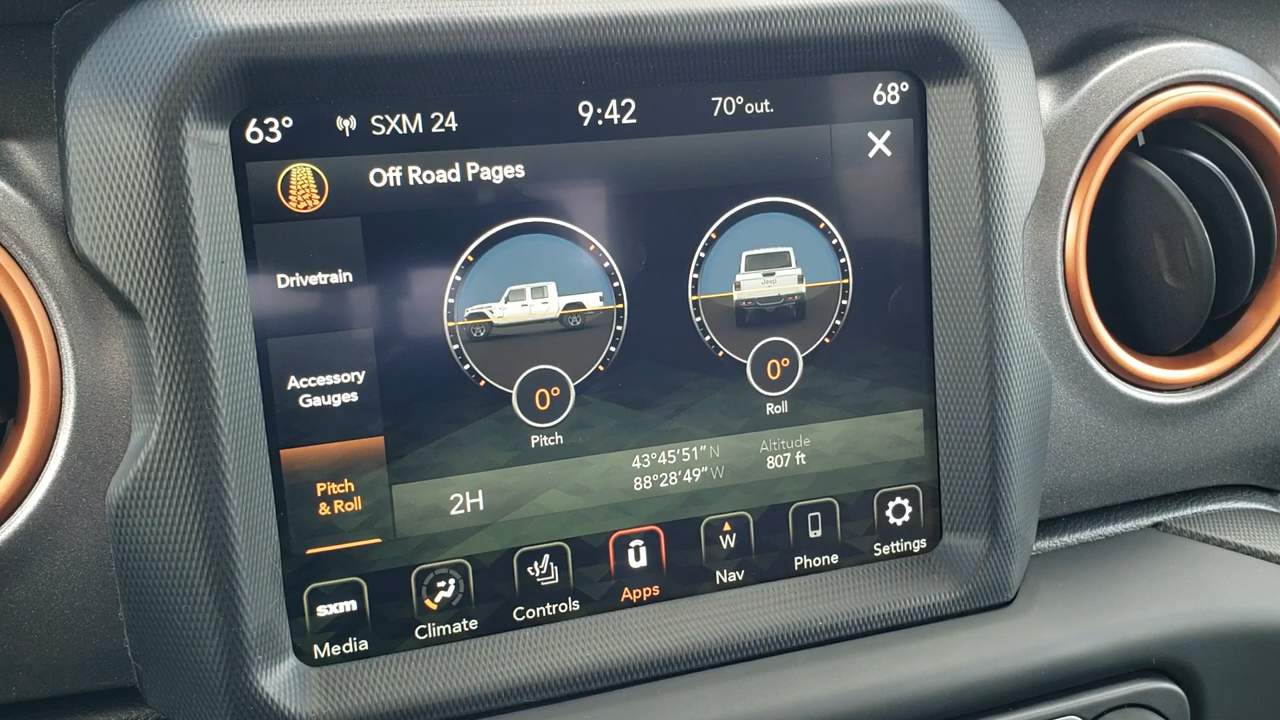 63° SXM 24 9:42 70°out. 68°
Off Road Pages
Drivetrain
Accessory
Gauges
Pitch
& Roll
Jeep
0°
Pitch
0°
Roll
2H
43°45'51"N
88°28'49"W
Altitude
807 ft
sxm
Media
Climate
Controls
ū
Apps
W
Nav
Phone
Settings